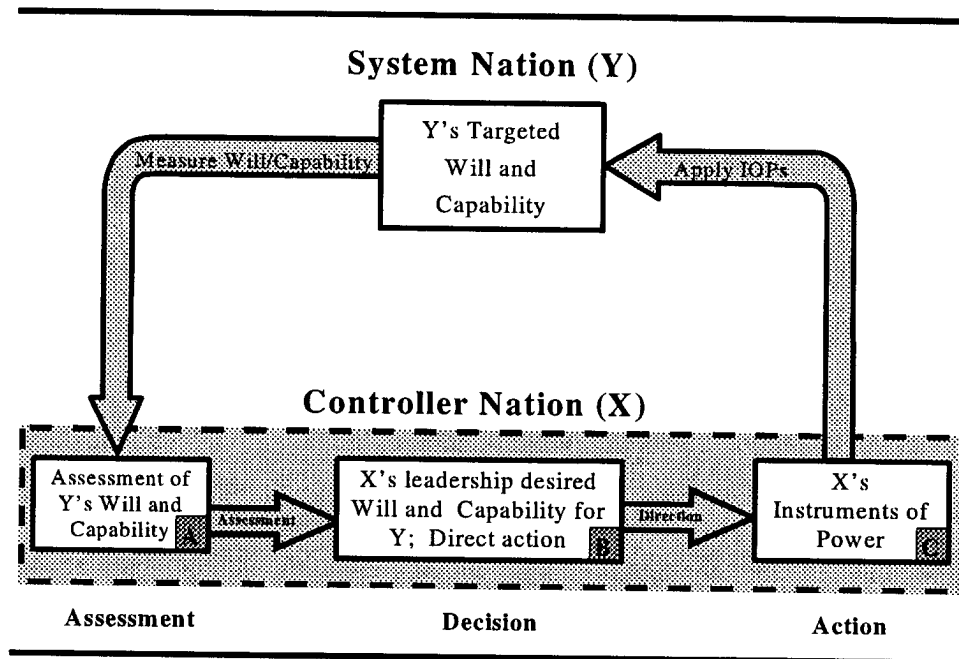 System Nation (Y)
Y's Targeted
Will and
Capability
Measure Will/Capability
Apply IOPs
Controller Nation (X)
Assessment of
Y's Will and
Capability
A
Assessment
X's leadership desired
Will and Capability for
Y; Direct action
B
Direction
X's
Instruments of
Power
C
Assessment
Decision
Action